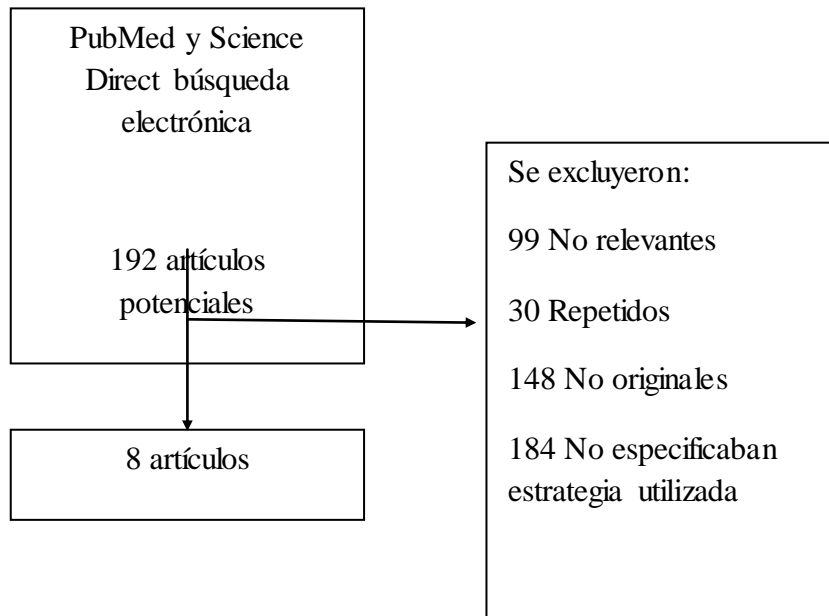 PubMed y Science
Direct búsqueda
electrónica
192 artículos
potenciales
8 artículos
Se excluyeron:
99 No relevantes
30 Repetidos
148 No originales
184 No especificaban
estrategia utilizada